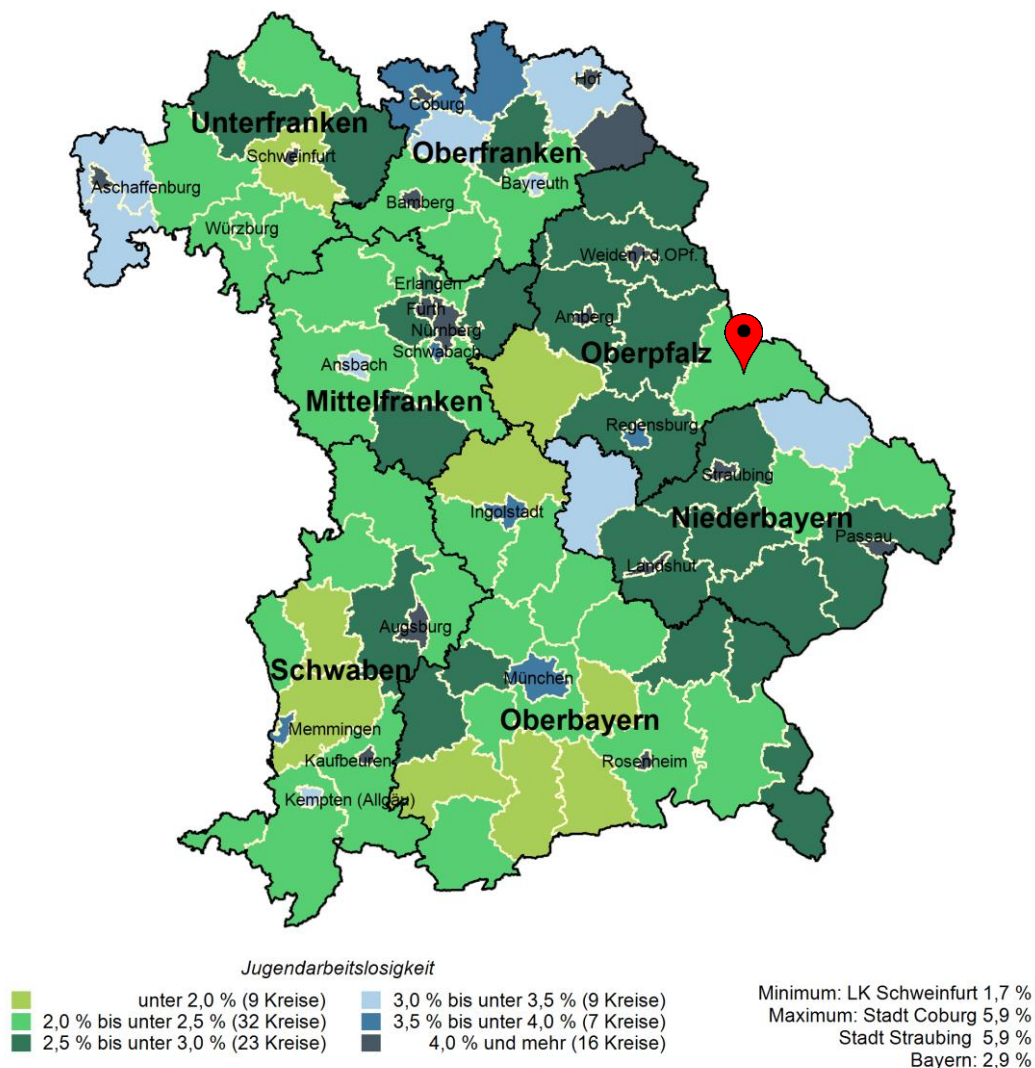 Hof
Coburg
Unterfranken
Schweinfurt
Oberfranken
Aschaffenburg
Bayreuth
Bamberg
Würzburg
Weiden i.d.OPf.
Erlangen
Fürth
Amberg
Nürnberg
Schwabach
Oberpfalz
Ansbach
Mittelfranken
Regensburg
Straubing
Ingolstadt
Niederbayern
Passau
Landshut
Augsburg
Schwaben
München
Oberbayern
Memmingen
Kaufbeuren
Rosenheim
Kempten (Allgäu)
Jugendarbeitslosigkeit
unter 2,0 % (9 Kreise)
2,0 % bis unter 2,5 % (32 Kreise)
2,5 % bis unter 3,0 % (23 Kreise)
3,0 % bis unter 3,5 % (9 Kreise)
3,5 % bis unter 4,0 % (7 Kreise)
4,0 % und mehr (16 Kreise)
Minimum: LK Schweinfurt 1,7 %
Maximum: Stadt Coburg 5,9 %
Stadt Straubing 5,9 %
Bayern: 2,9 %